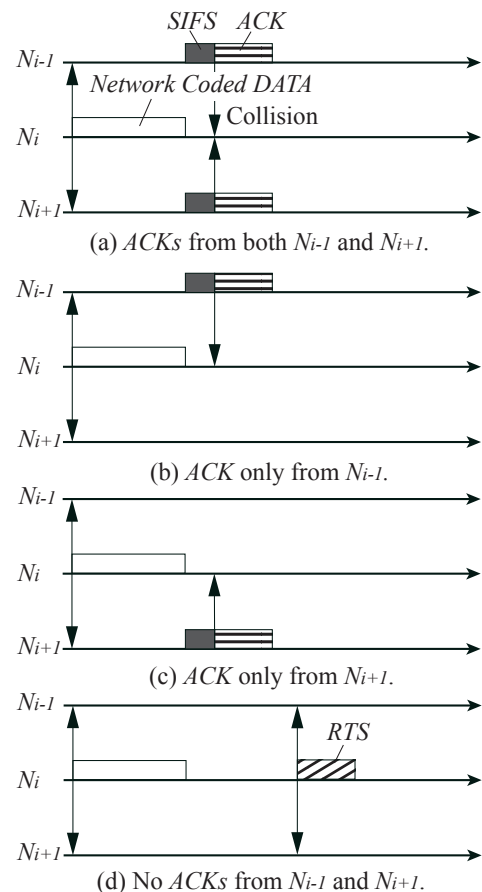 SIFS ACK
Ni-1
Network Coded DATA
Ni
Collision
Ni+1
(a) ACKs from both Ni-1 and Ni+1.
Ni-1
Ni
Ni+1
(b) ACK only from Ni-1.
Ni-1
Ni
Ni+1
(c) ACK only from Ni+1.
Ni-1
RTS
Ni
Ni+1
(d) No ACKs from Ni-1 and Ni+1.